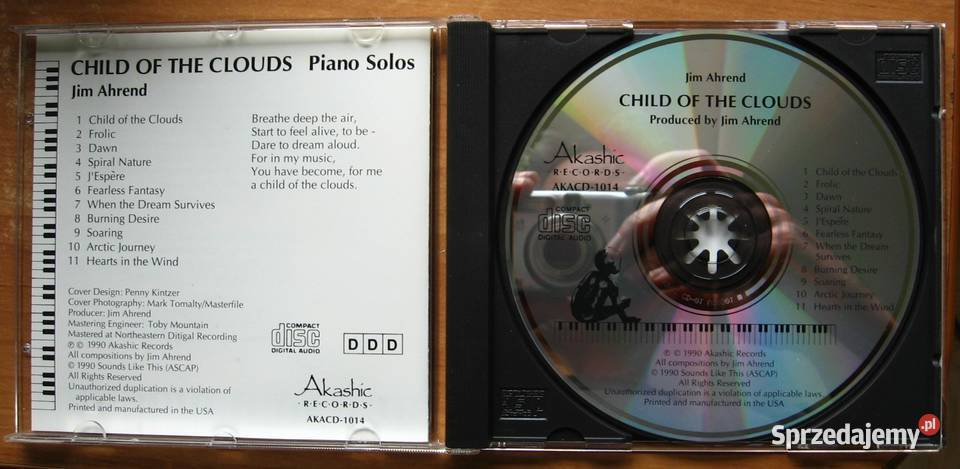 CHILD OF THE CLOUDS Piano Solos
Jim Ahrend
1 Child of the Clouds
2 Frolic
3 Dawn
4 Spiral Nature
5 J'Espère
6 Fearless Fantasy
7 When the Dream Survives
8 Burning Desire
9 Soaring
10 Arctic Journey
11 Hearts in the Wind
Breathe deep the air,
Start to feel alive, to be -
Dare to dream aloud.
For in my music,
You have become, for me
a child of the clouds.
Cover Design: Penny Kintzer
Cover Photography: Mark Tomalty/Masterfile
Producer: Jim Ahrend
Mastering Engineer: Toby Mountain
Mastered at Northeastern Ditigal Recording
℗ © 1990 Akashic Records
All compositions by Jim Ahrend
© 1990 Sounds Like This (ASCAP)
All Rights Reserved
Unauthorized duplication is a violation of
applicable laws.
Printed and manufactured in the USA
COMPACT
disc
DIGITAL AUDIO
D D D
Akashic
·RECORDS·
AKACD-1014
Jim Ahrend
CHILD OF THE CLOUDS
Produced by Jim Ahrend
Akashic
·RECORDS·
AKACD-1014
COMPACT
disc
DIGITAL AUDIO
1 Child of the Clouds
2 Frolic
3 Dawn
4 Spiral Nature
5 J'Espère
6 Fearless Fantasy
7 When the Dream
Survives
8 Burning Desire
9 Soaring
10 Arctic Journey
11 Hearts in the Wind
℗ © 1990 Akashic Records
All compositions by Jim Ahrend
© 1990 Sounds Like This (ASCAP)
All Rights Reserved
Unauthorized duplication is a violation of applicable laws.
Printed and manufactured in the USA
Sprzedajemy.pl